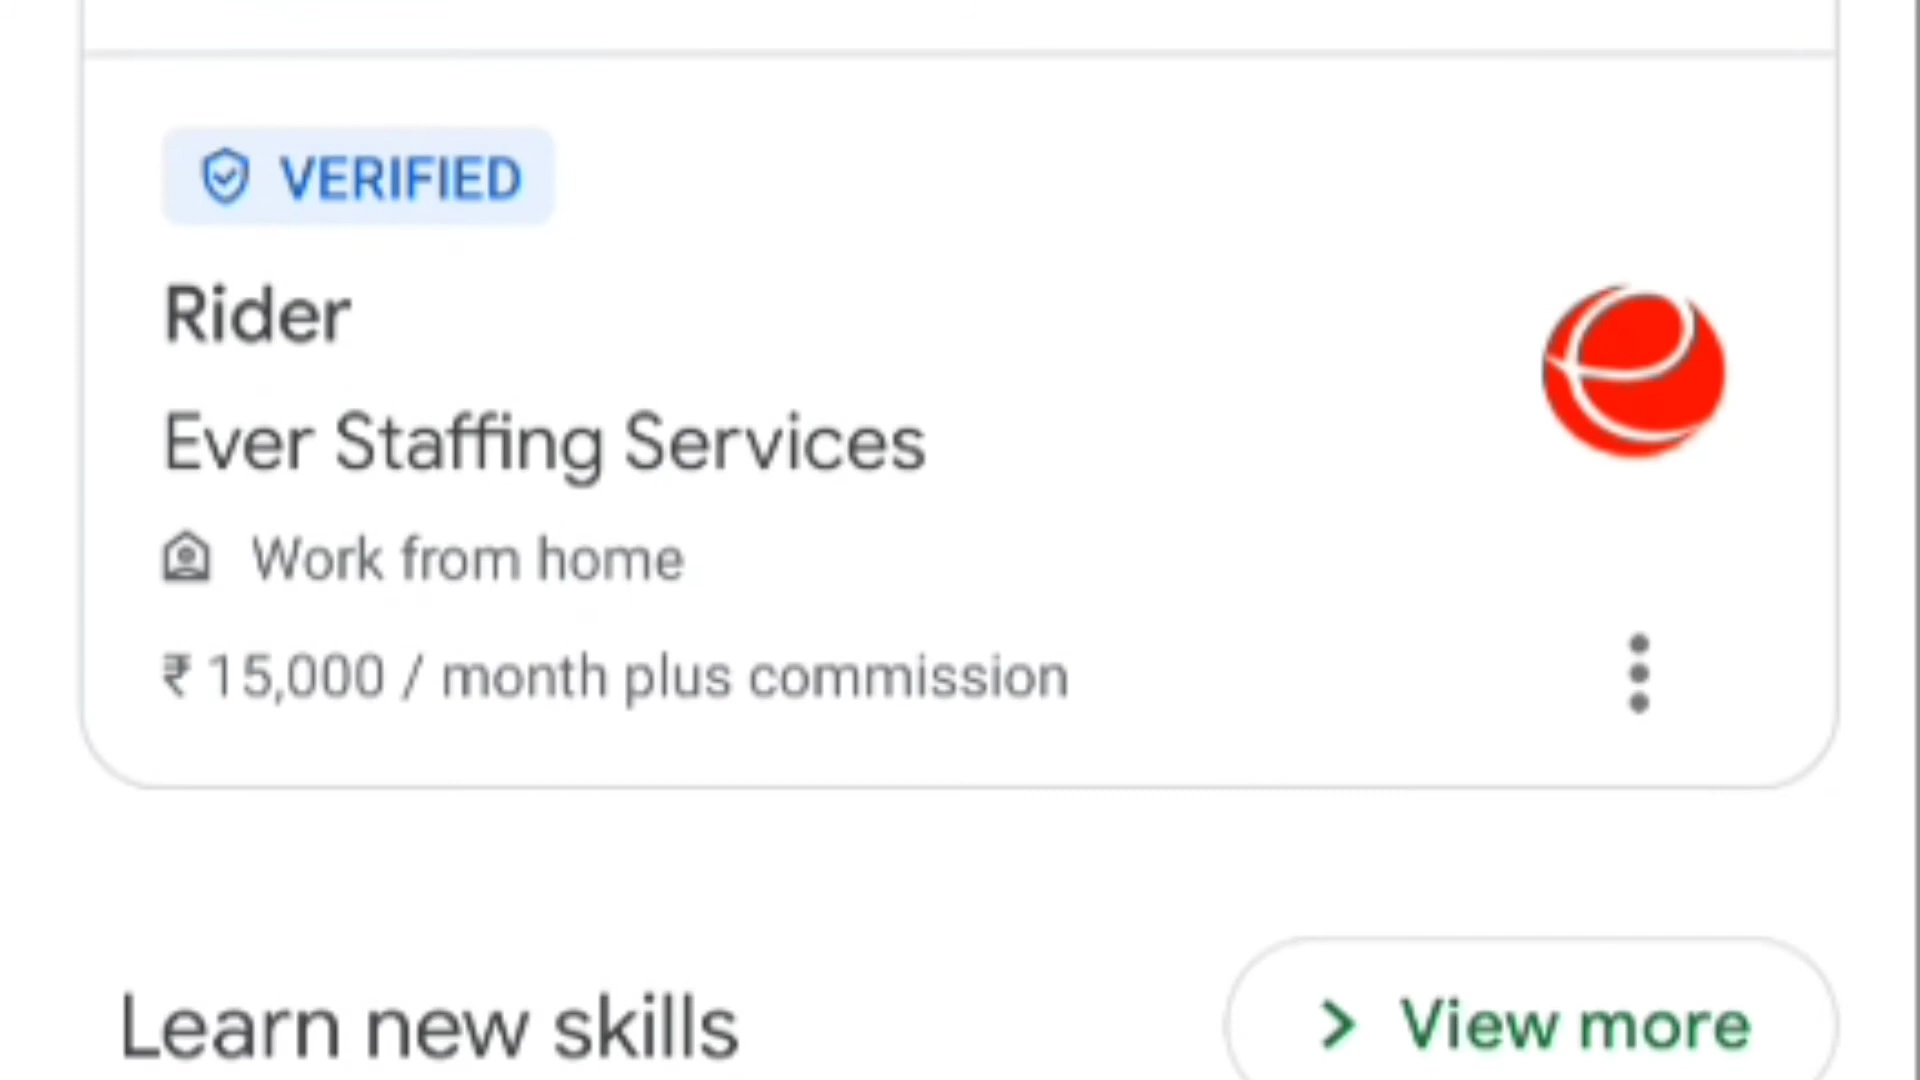 VERIFIED
Rider
Ever Staffing Services
Work from home
₹ 15,000 / month plus commission
Learn new skills
View more